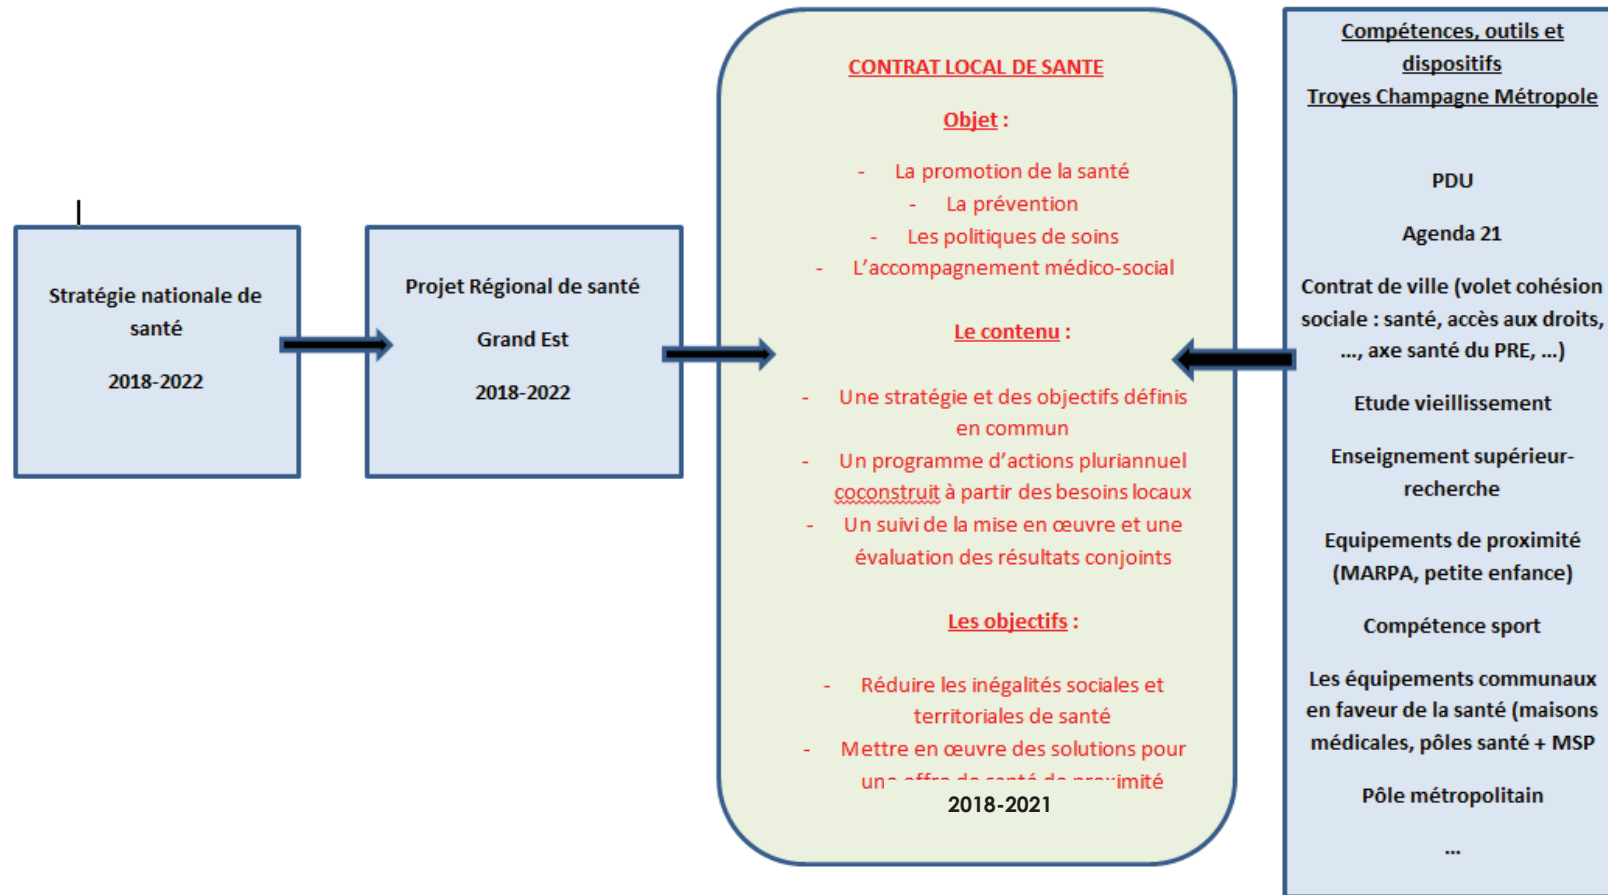 Stratégie nationale de
santé
2018-2022
Projet Régional de santé
Grand Est
2018-2022
CONTRAT LOCAL DE SANTE
Objet :
- La promotion de la santé
- La prévention
- Les politiques de soins
- L'accompagnement médico-social
Le contenu :
- Une stratégie et des objectifs définis
en commun
- Un programme d'actions pluriannuel
coconstruit à partir des besoins locaux
- Un suivi de la mise en œuvre et une
évaluation des résultats conjoints
Les objectifs :
- Réduire les inégalités sociales et
territoriales de santé
- Mettre en œuvre des solutions pour
une offre de santé de proximité
2018-2021
Compétences, outils et
dispositifs
Troyes Champagne Métropole
PDU
Agenda 21
Contrat de ville (volet cohésion
sociale : santé, accès aux droits,
..., axe santé du PRE, ...)
Etude vieillissement
Enseignement supérieur-
recherche
Equipements de proximité
(MARPA, petite enfance)
Compétence sport
Les équipements communaux
en faveur de la santé (maisons
médicales, pôles santé + MSP
Pôle métropolitain
...